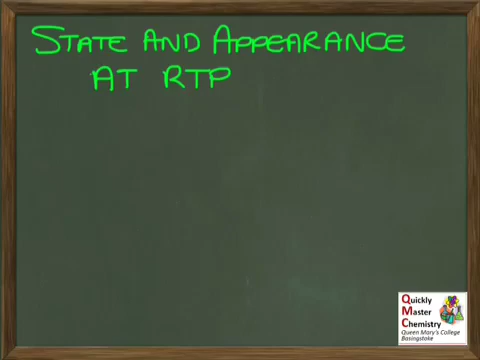 STATE AND APPEARANCE
AT RTP
Quickly
Master
Chemistry
Queen Mary's College
Basingstoke